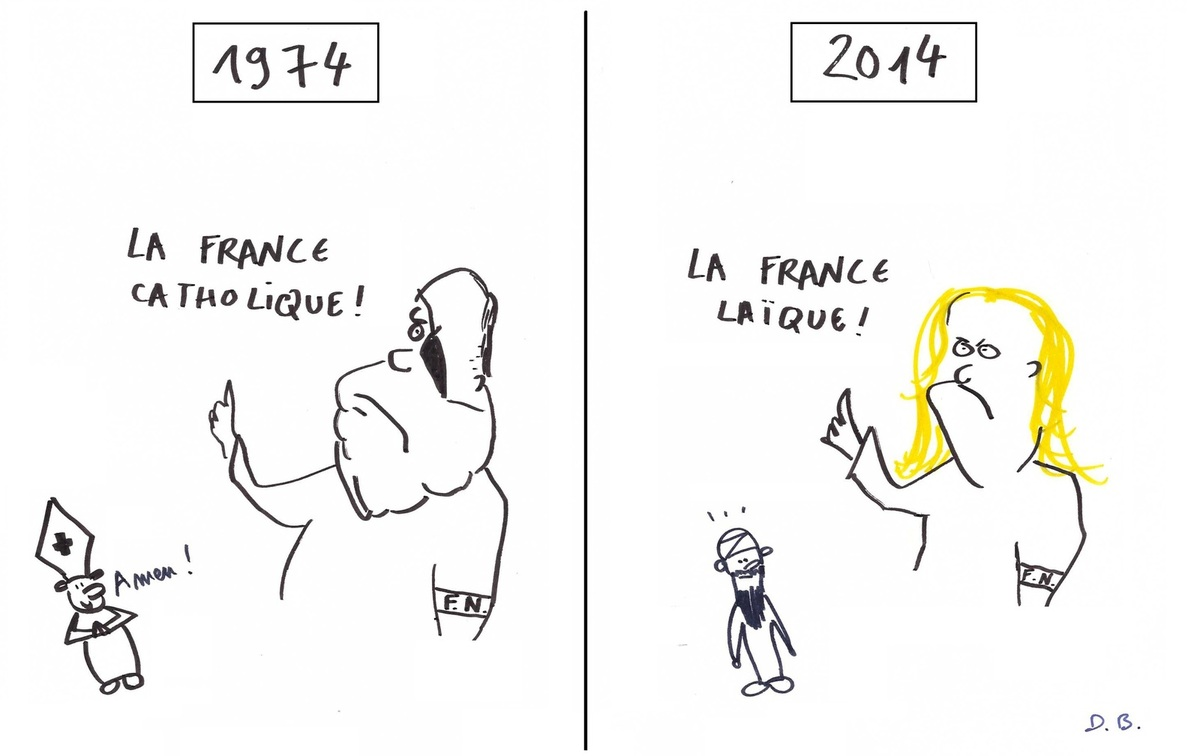 1974
LA FRANCE
CATHOLIQUE!
Amen!
F.N.
2014
LA FRANCE
LAÏQUE!
F.N.
D.B.